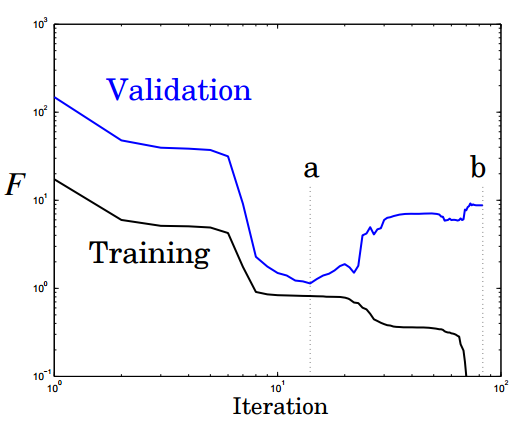 10³
Validation
10²
a
b
F
10¹
Training
10⁰
10⁻¹
10⁰
10¹
10²
Iteration